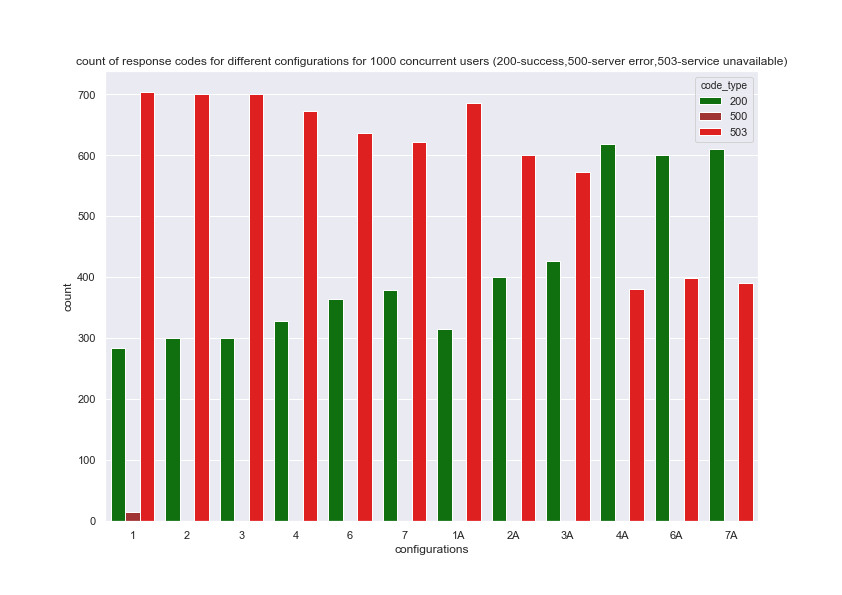 count of response codes for different configurations for 1000 concurrent users (200-success,500-server error,503-service unavailable)
code_type
200
500
503
700
600
500
400
300
200
100
0
count
1 2 3 4 6 7 1A 2A 3A 4A 6A 7A
configurations